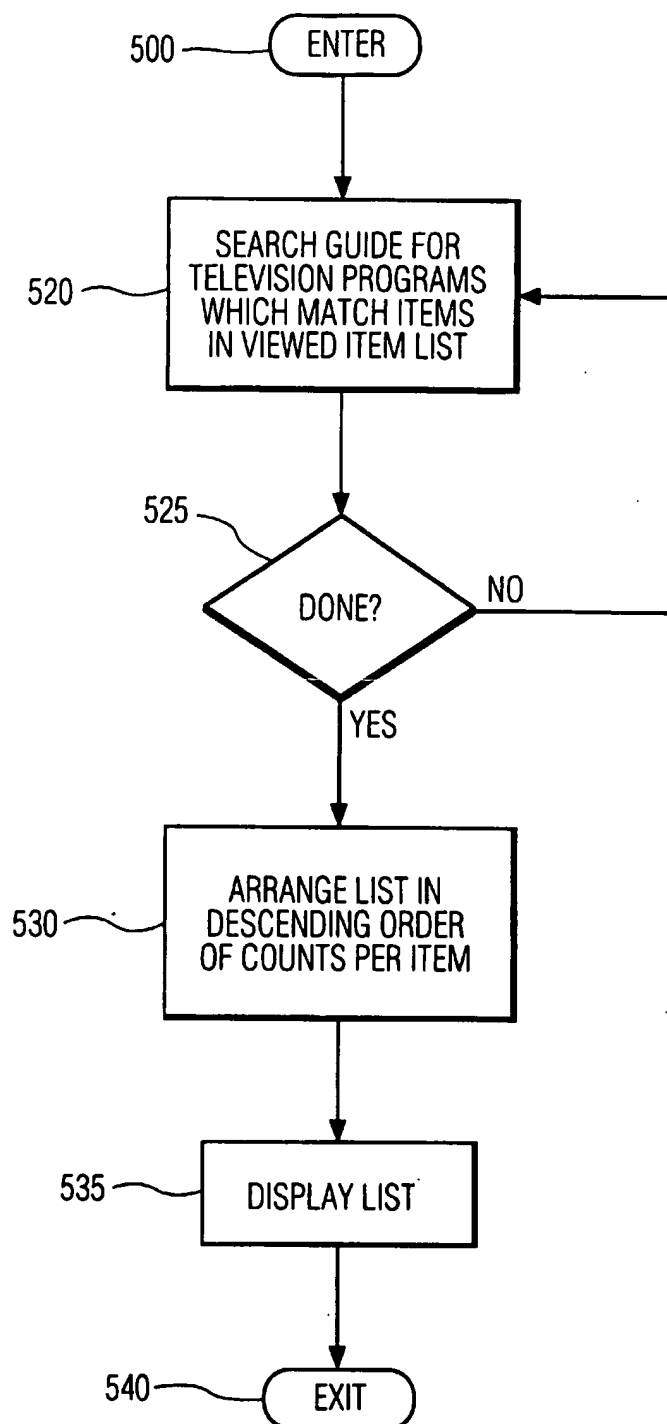 500
ENTER
520
SEARCH GUIDE FOR
TELEVISION PROGRAMS
WHICH MATCH ITEMS
IN VIEWED ITEM LIST
525
DONE?
NO
YES
530
ARRANGE LIST IN
DESCENDING ORDER
OF COUNTS PER ITEM
535
DISPLAY LIST
540
EXIT